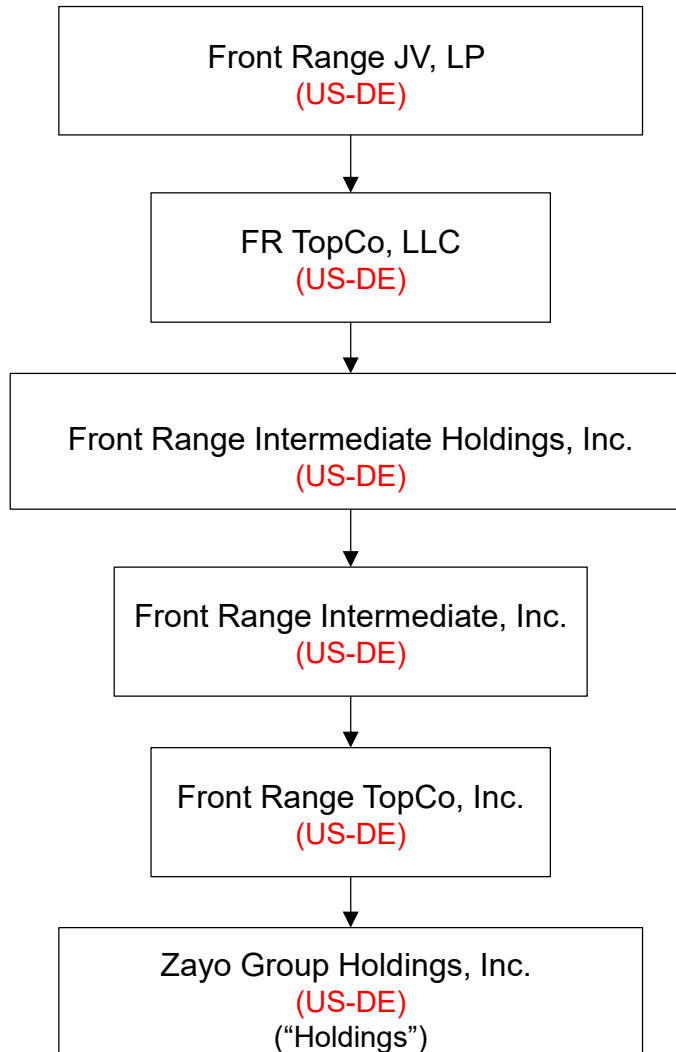 Front Range JV, LP
(US-DE)
FR TopCo, LLC
(US-DE)
Front Range Intermediate Holdings, Inc.
(US-DE)
Front Range Intermediate, Inc.
(US-DE)
Front Range TopCo, Inc.
(US-DE)
Zayo Group Holdings, Inc.
(US-DE)
(“Holdings”)